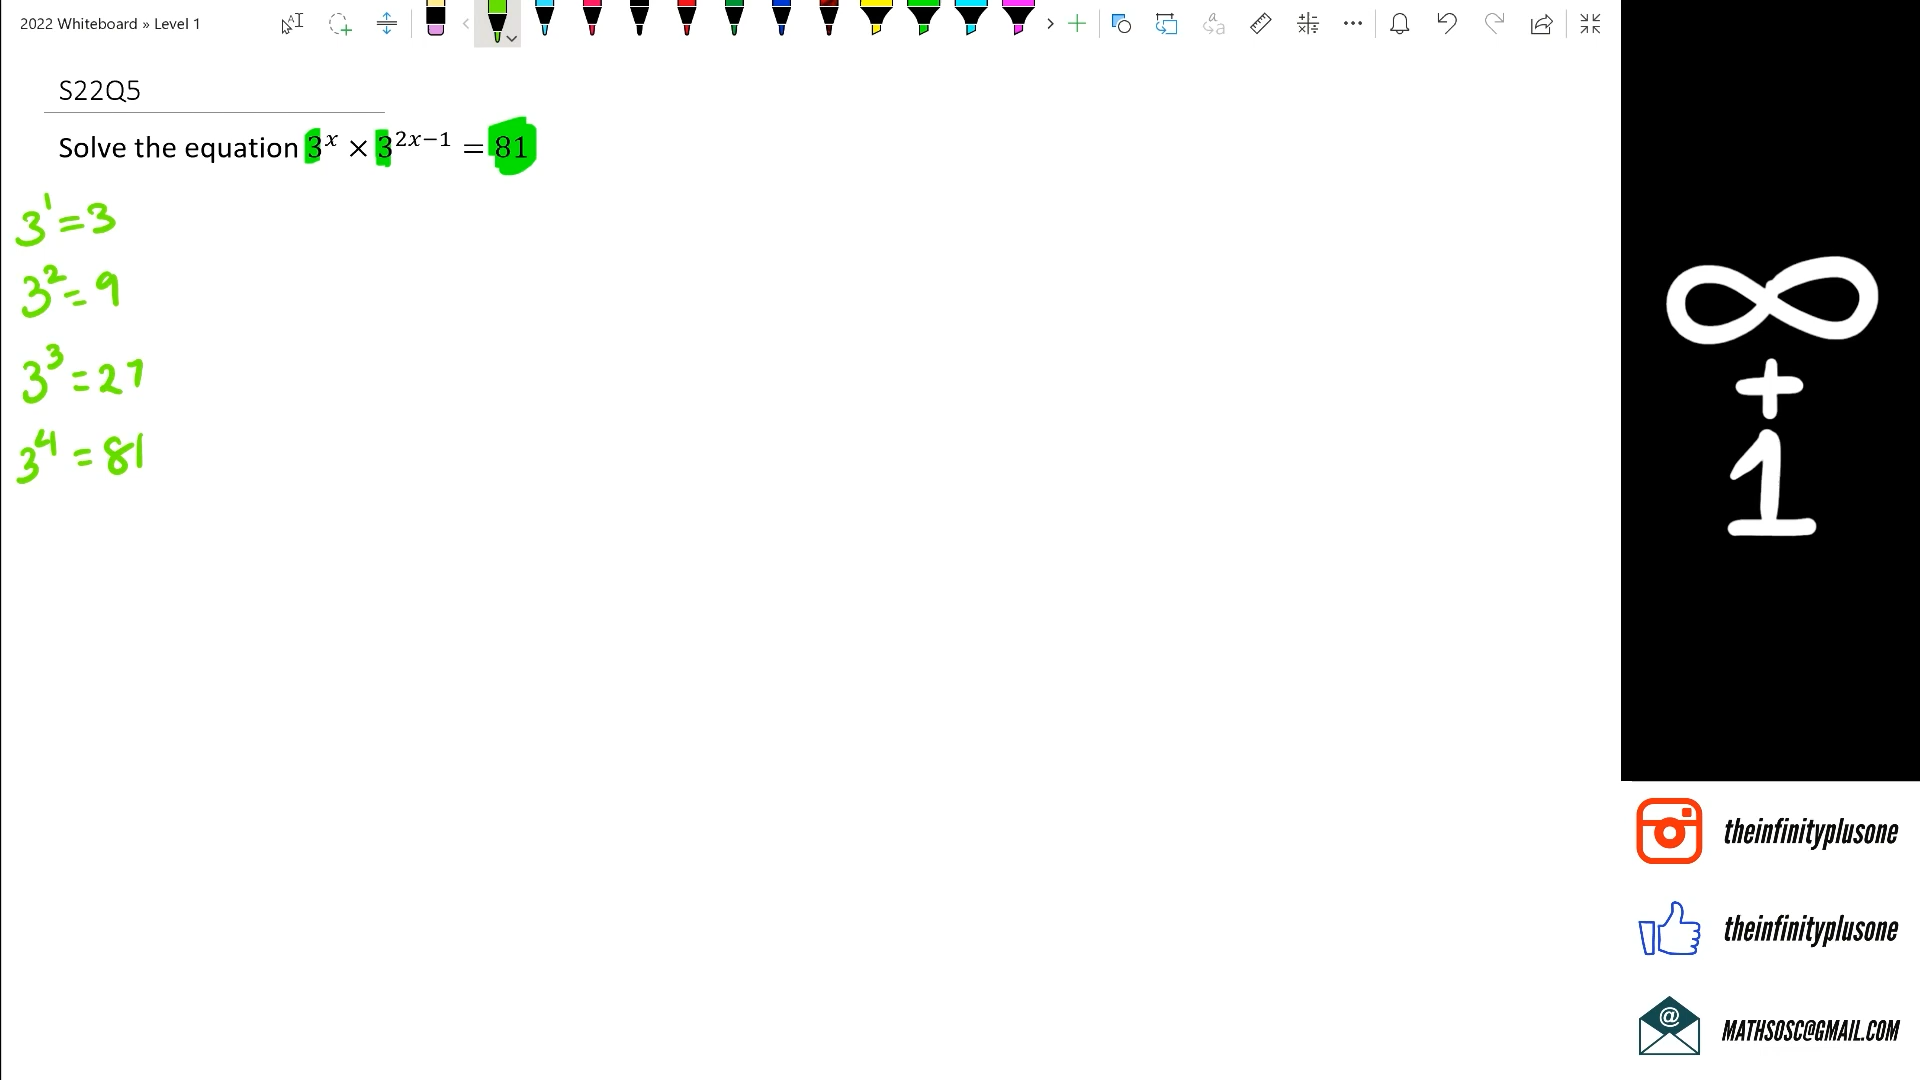 2022 Whiteboard » Level 1
S22Q5
Solve the equation 3^x × 3^{2x−1} = 81
3^1 = 3
3^2 = 9
3^3 = 27
3^4 = 81
∞
+
1
theinfinityplusone
theinfinityplusone
MATHSOSC@GMAIL.COM